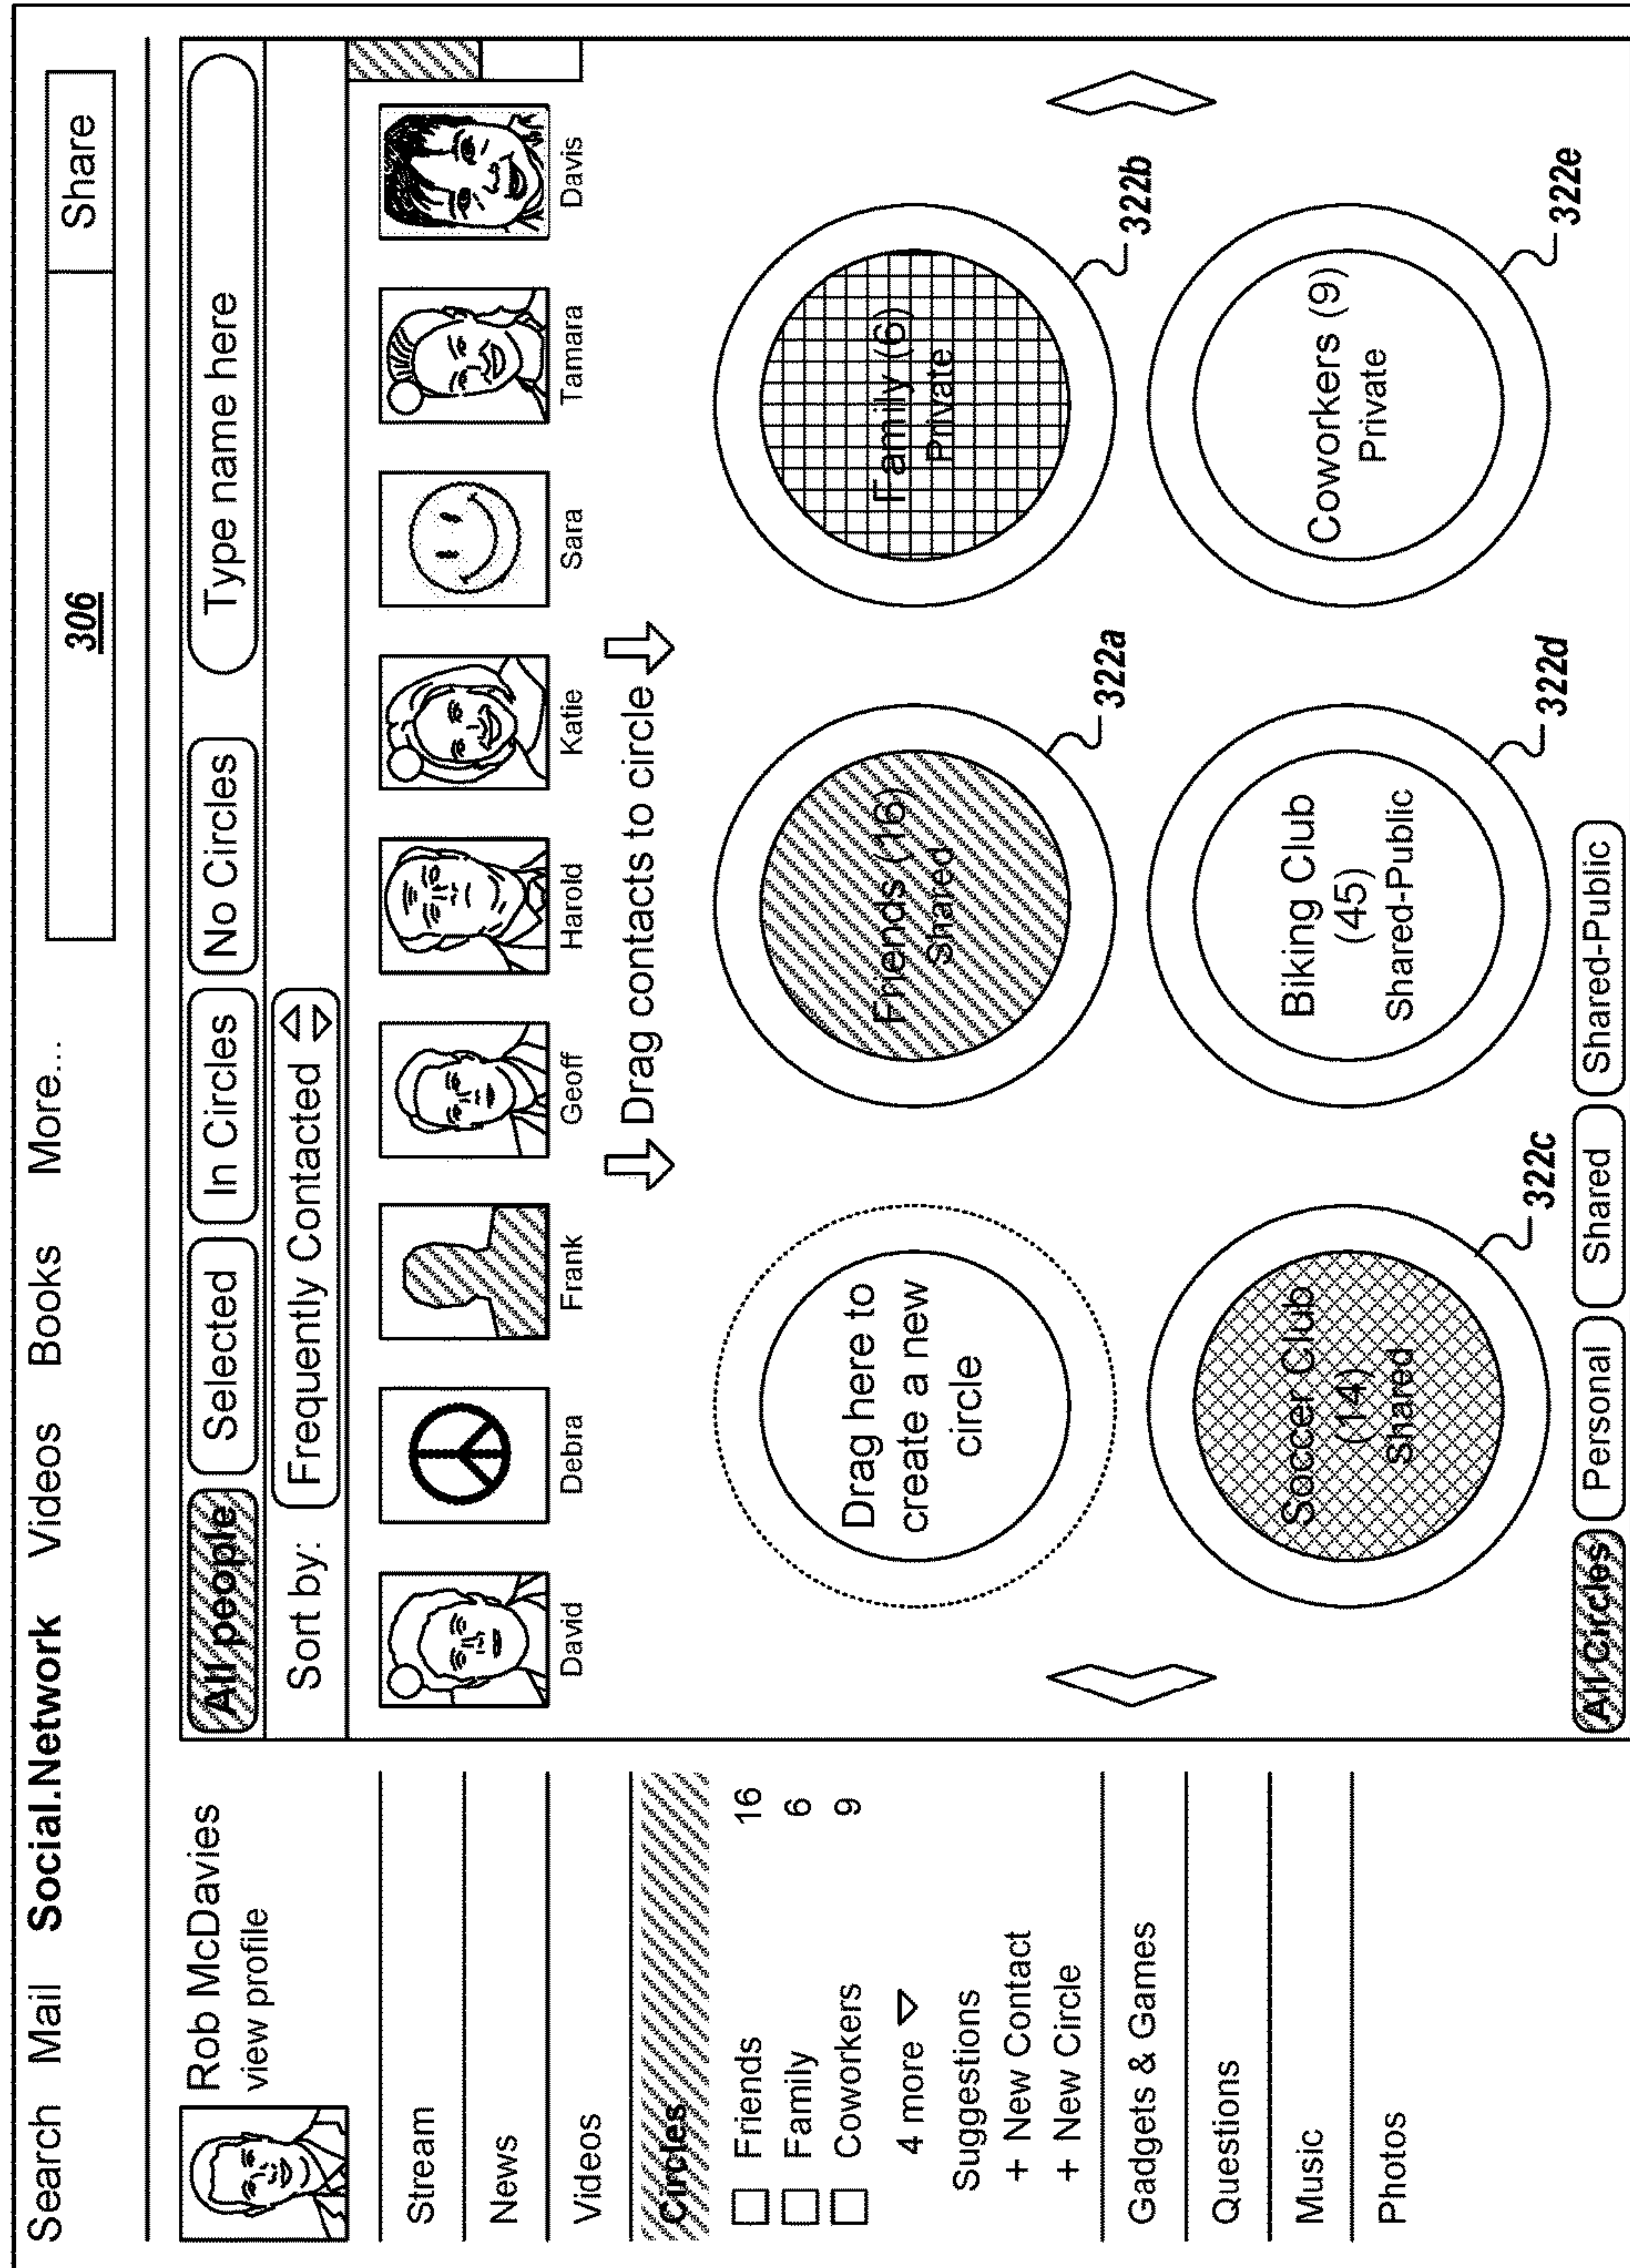 Search Mail Social.Network Videos Books More...
306 Share
Rob McDavies
view profile
Stream
News
Videos
Circles
Friends 16
Family 6
Coworkers 9
4 more
Suggestions
+ New Contact
+ New Circle
Gadgets & Games
Questions
Music
Photos
All people Selected In Circles No Circles Type name here
Sort by: Frequently Contacted
David Debra Frank Geoff Harold Katie Sara Tamara Davis
Drag contacts to circle
Drag here to
create a new
circle
Friends (16)
Shared
322a
Family (6)
Private
322b
Soccer Club
(14)
Shared
322c
Biking Club
(45)
Shared-Public
322d
Coworkers (9)
Private
322e
All Circles Personal Shared Shared-Public